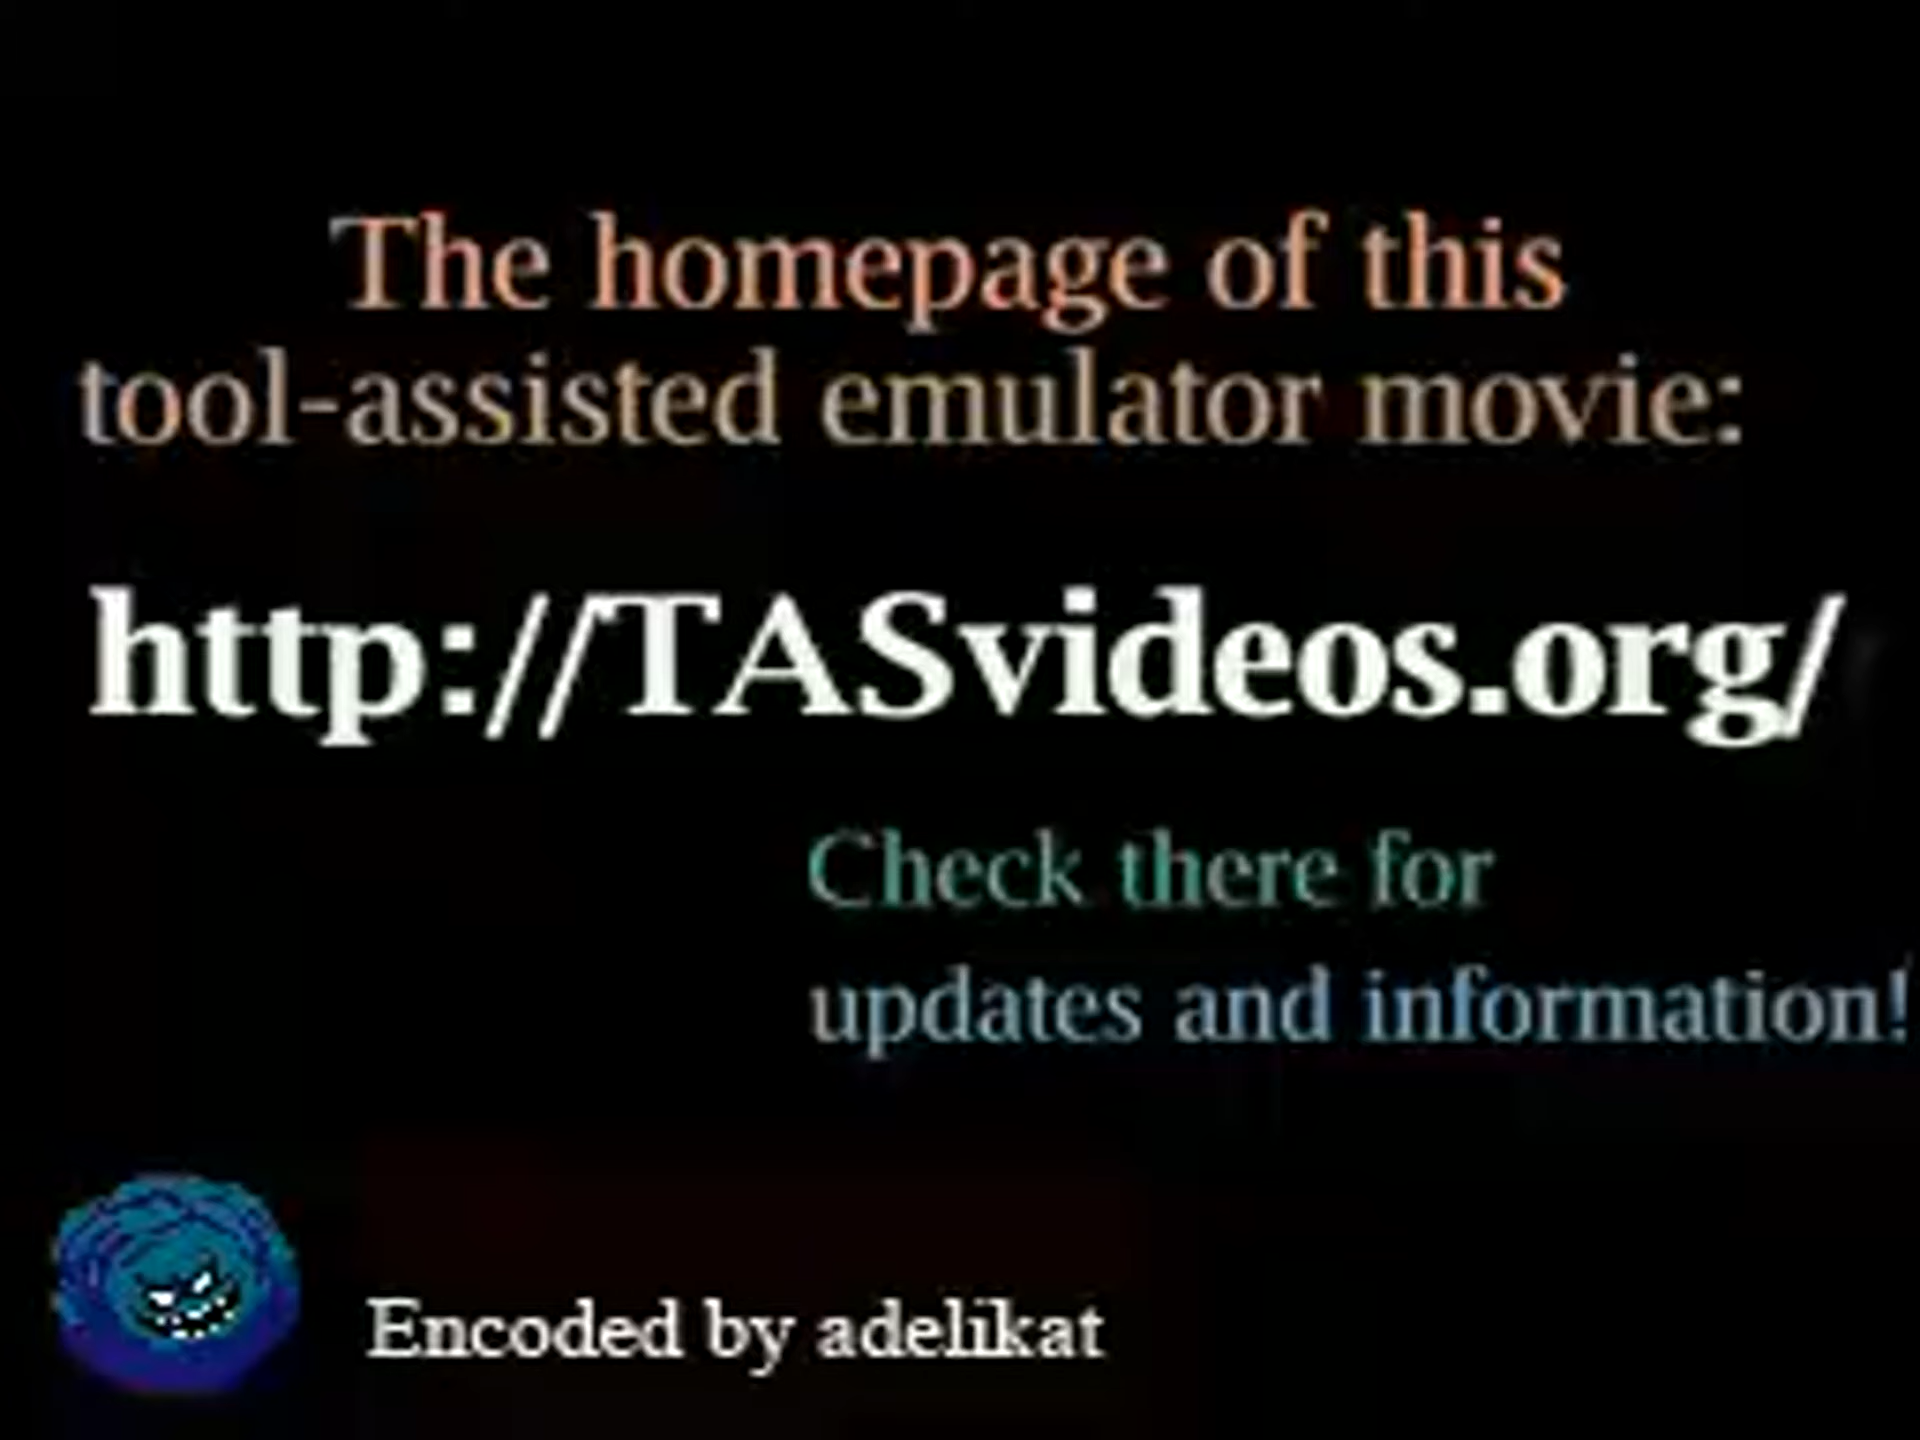 The homepage of this
tool-assisted emulator movie:
http://TASvideos.org/
Check there for
updates and information!
Encoded by adelikat